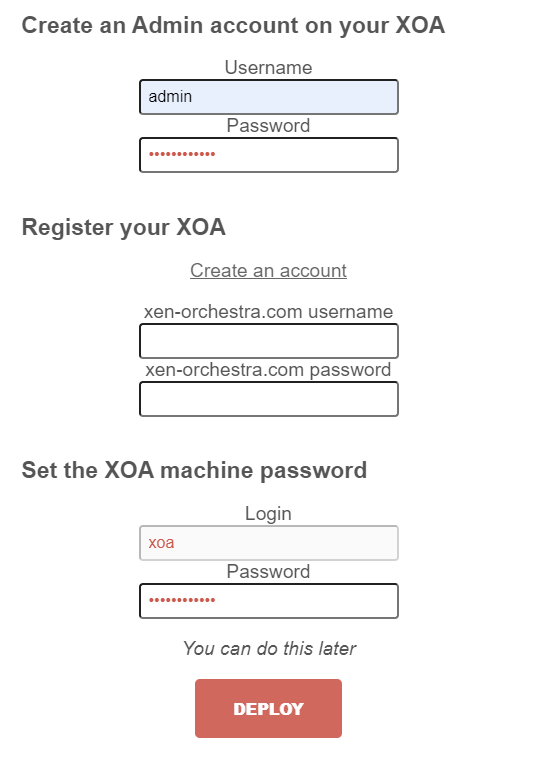 Create an Admin account on your XOA
Username
admin
Password
••••••••••••
Register your XOA
Create an account
xen-orchestra.com username
xen-orchestra.com password
Set the XOA machine password
Login
xoa
Password
••••••••••••
You can do this later
DEPLOY